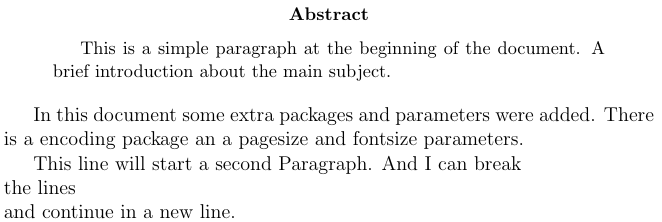 Abstract
This is a simple paragraph at the beginning of the document. A
brief introduction about the main subject.
In this document some extra packages and parameters were added. There
is a encoding package an a pagesize and fontsize parameters.
This line will start a second Paragraph. And I can break
the lines
and continue in a new line.